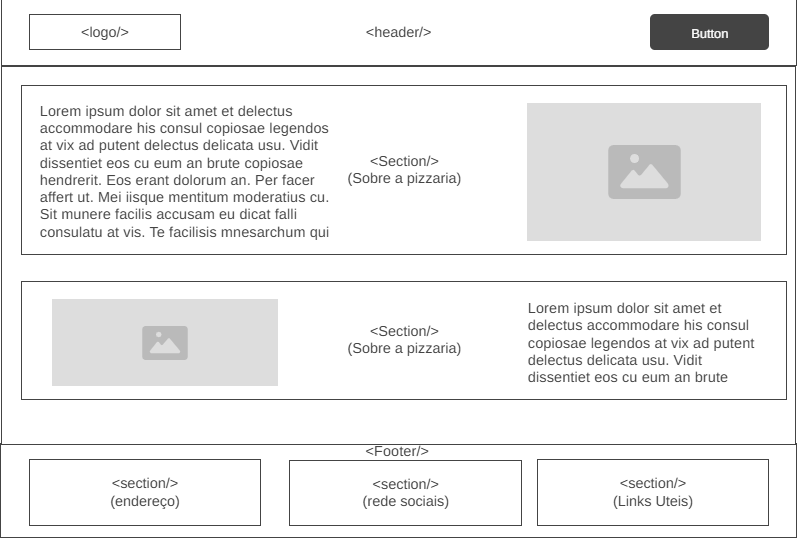 <logo/>
<header/>
Button
Lorem ipsum dolor sit amet et delectus
accommodare his consul copiosae legendos
at vix ad putent delectus delicata usu. Vidit
dissentiet eos cu eum an brute copiosae
hendrerit. Eos erant dolorum an. Per facer
affert ut. Mei iisque mentitum moderatius cu.
Sit munere facilis accusam eu dicat falli
consulatu at vis. Te facilisis mnesarchum qui
<Section/>
(Sobre a pizzaria)
<Section/>
(Sobre a pizzaria)
Lorem ipsum dolor sit amet et
delectus accommodare his consul
copiosae legendos at vix ad putent
delectus delicata usu. Vidit
dissentiet eos cu eum an brute
<Footer/>
<section/>
(endereço)
<section/>
(rede sociais)
<section/>
(Links Uteis)